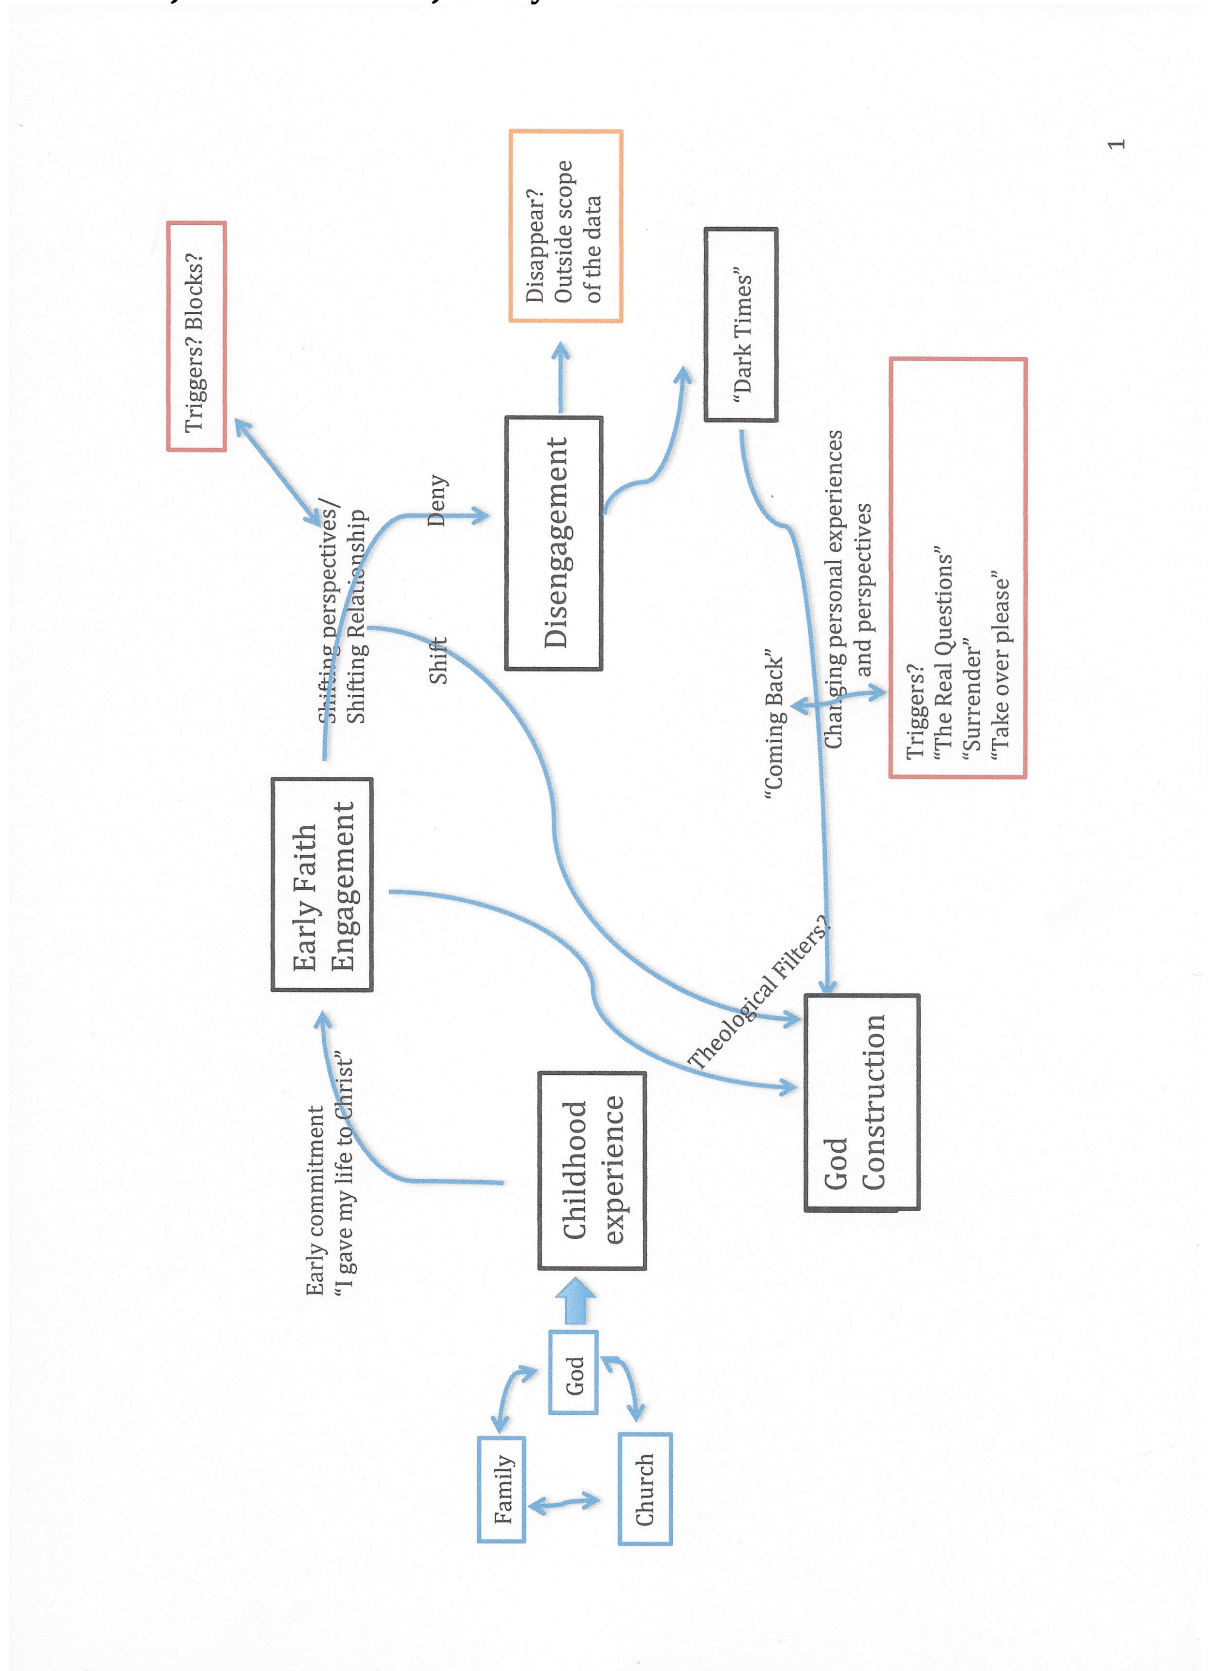 Family
Church
God
Childhood
experience
Early commitment
“I gave my life to Christ”
Early Faith
Engagement
Shifting perspectives/
Shifting Relationship
Triggers? Blocks?
Deny
Shift
Disengagement
Disappear?
Outside scope
of the data
“Dark Times”
“Coming Back”
Changing personal experiences
and perspectives
Triggers?
“The Real Questions”
“Surrender”
“Take over please”
Theological Filters?
God
Construction
1